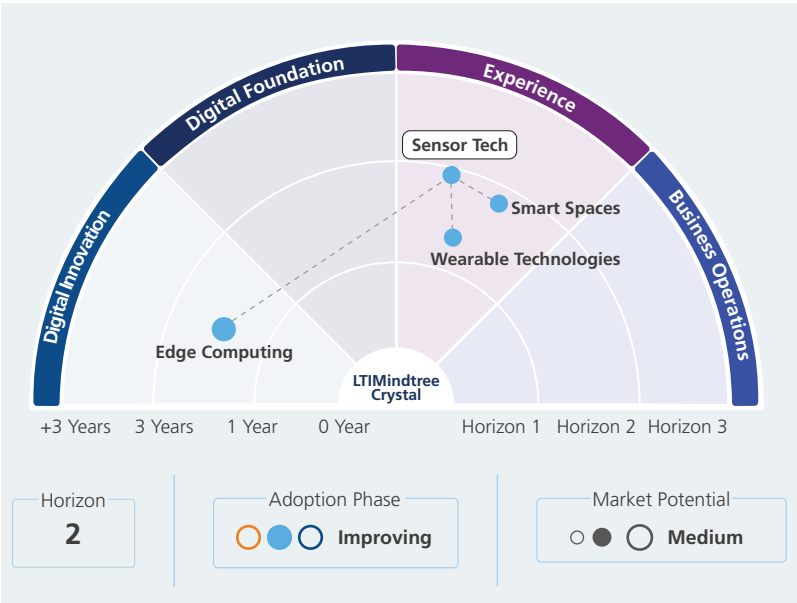 Digital Foundation
Experience
Digital Innovation
Business Operations
Sensor Tech
Smart Spaces
Wearable Technologies
Edge Computing
LTIMindtree
Crystal
+3 Years
3 Years
1 Year
0 Year
Horizon 1
Horizon 2
Horizon 3
Horizon
2
Adoption Phase
Improving
Market Potential
Medium